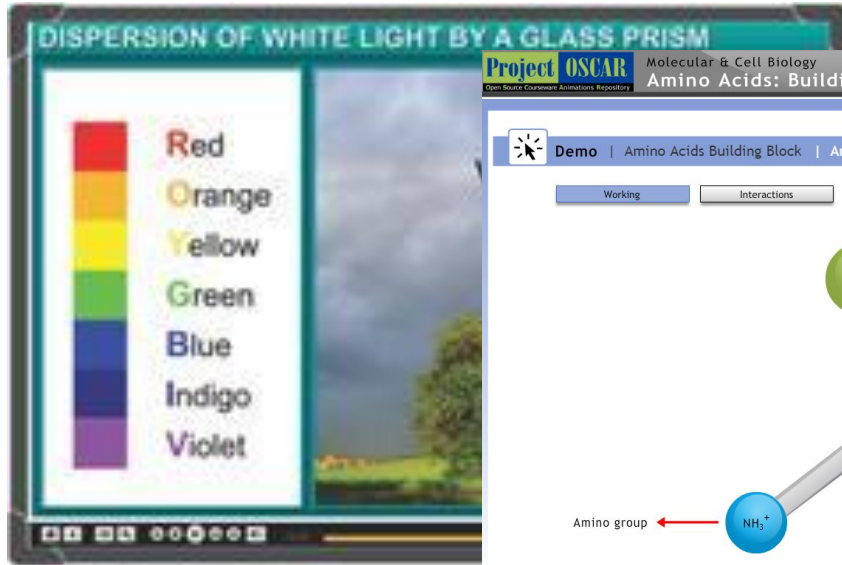 DISPERSION OF WHITE LIGHT BY A GLASS PRISM
Red
Orange
Yellow
Green
Blue
Indigo
Violet
Project OSCAR
Open Source Courseware Animations Repository
Molecular & Cell Biology
Amino Acids: Buildi
Demo | Amino Acids Building Block | A
Working
Interactions
Amino group
NH3+